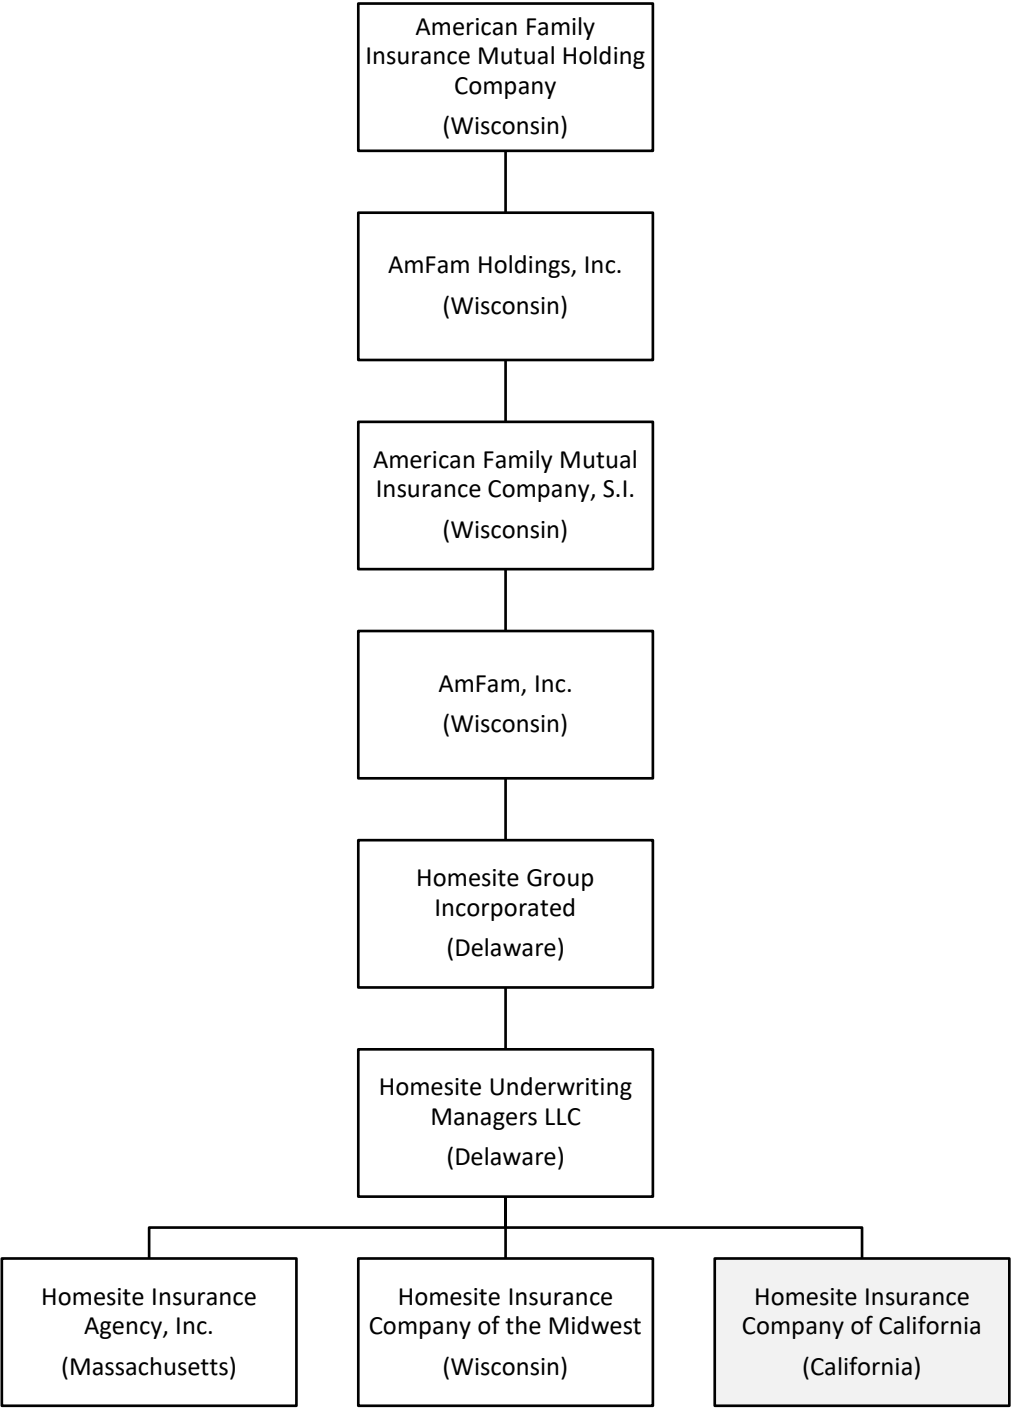 American Family
Insurance Mutual Holding
Company
(Wisconsin)
AmFam Holdings, Inc.
(Wisconsin)
American Family Mutual
Insurance Company, S.I.
(Wisconsin)
AmFam, Inc.
(Wisconsin)
Homesite Group
Incorporated
(Delaware)
Homesite Underwriting
Managers LLC
(Delaware)
Homesite Insurance
Agency, Inc.
(Massachusetts)
Homesite Insurance
Company of the Midwest
(Wisconsin)
Homesite Insurance
Company of California
(California)